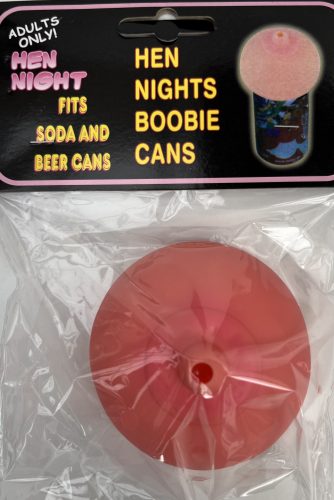 ADULTS
ONLY!
HEN
NIGHT
FITS
SODA AND
BEER CANS
HEN
NIGHTS
BOOBIE
CANS